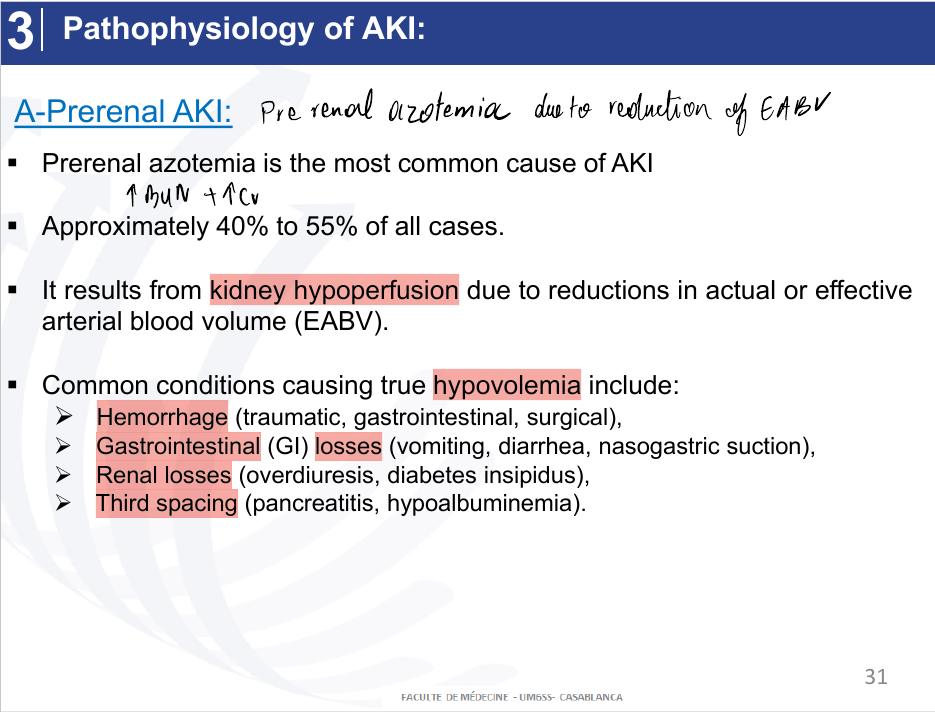 3 Pathophysiology of AKI:
A-Prerenal AKI: Pre renal azotemia due to reduction of EABV
▪ Prerenal azotemia is the most common cause of AKI
↑ BUN + ↑Cr
▪ Approximately 40% to 55% of all cases.
▪ It results from kidney hypoperfusion due to reductions in actual or effective
arterial blood volume (EABV).
▪ Common conditions causing true hypovolemia include:
➢ Hemorrhage (traumatic, gastrointestinal, surgical),
➢ Gastrointestinal (GI) losses (vomiting, diarrhea, nasogastric suction),
➢ Renal losses (overdiuresis, diabetes insipidus),
➢ Third spacing (pancreatitis, hypoalbuminemia).
31
FACULTE DE MÉDECINE - UM6SS- CASABLANCA